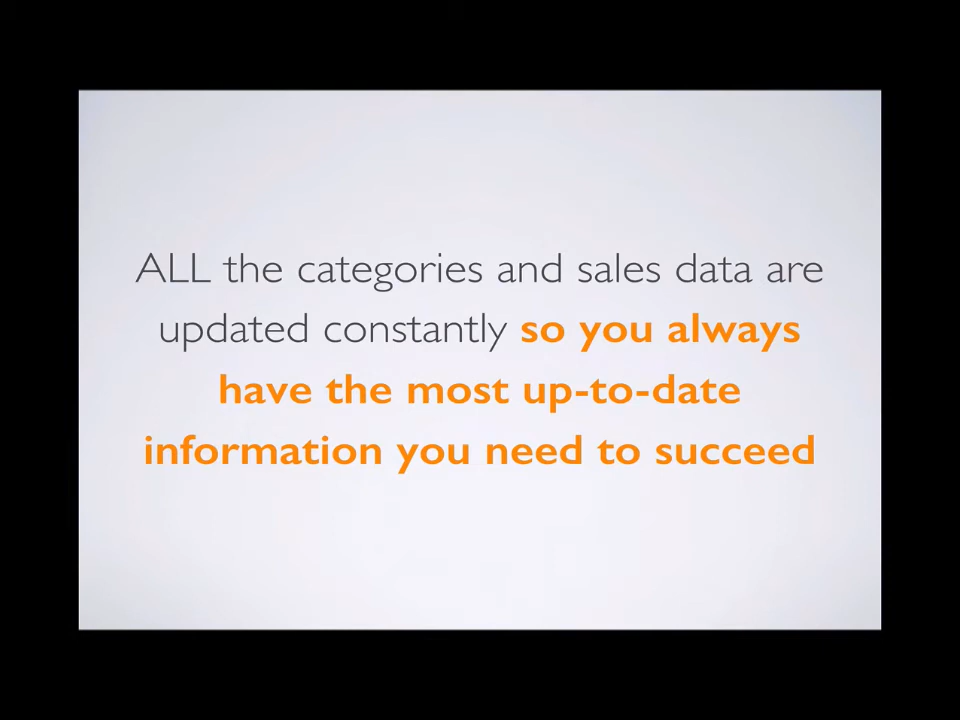 ALL the categories and sales data are
updated constantly so you always
have the most up-to-date
information you need to succeed